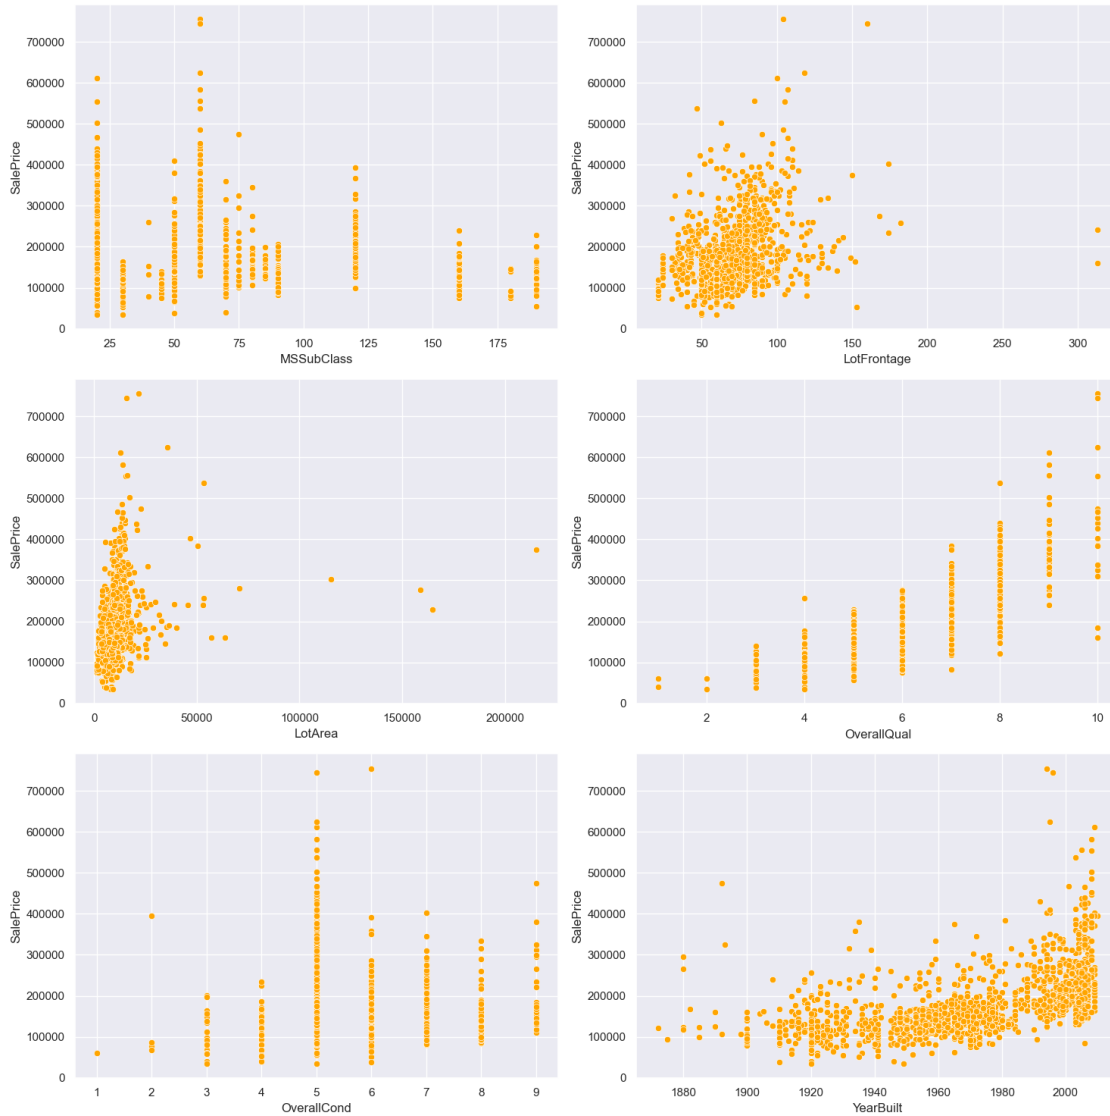 700000
600000
500000
400000
300000
200000
100000
0
SalePrice
25 50 75 100 125 150 175
MSSubClass
700000
600000
500000
400000
300000
200000
100000
0
SalePrice
50 100 150 200 250 300
LotFrontage
700000
600000
500000
400000
300000
200000
100000
0
SalePrice
0 50000 100000 150000 200000
LotArea
700000
600000
500000
400000
300000
200000
100000
0
SalePrice
2 4 6 8 10
OverallQual
700000
600000
500000
400000
300000
200000
100000
0
SalePrice
1 2 3 4 5 6 7 8 9
OverallCond
700000
600000
500000
400000
300000
200000
100000
0
SalePrice
1880 1900 1920 1940 1960 1980 2000
YearBuilt